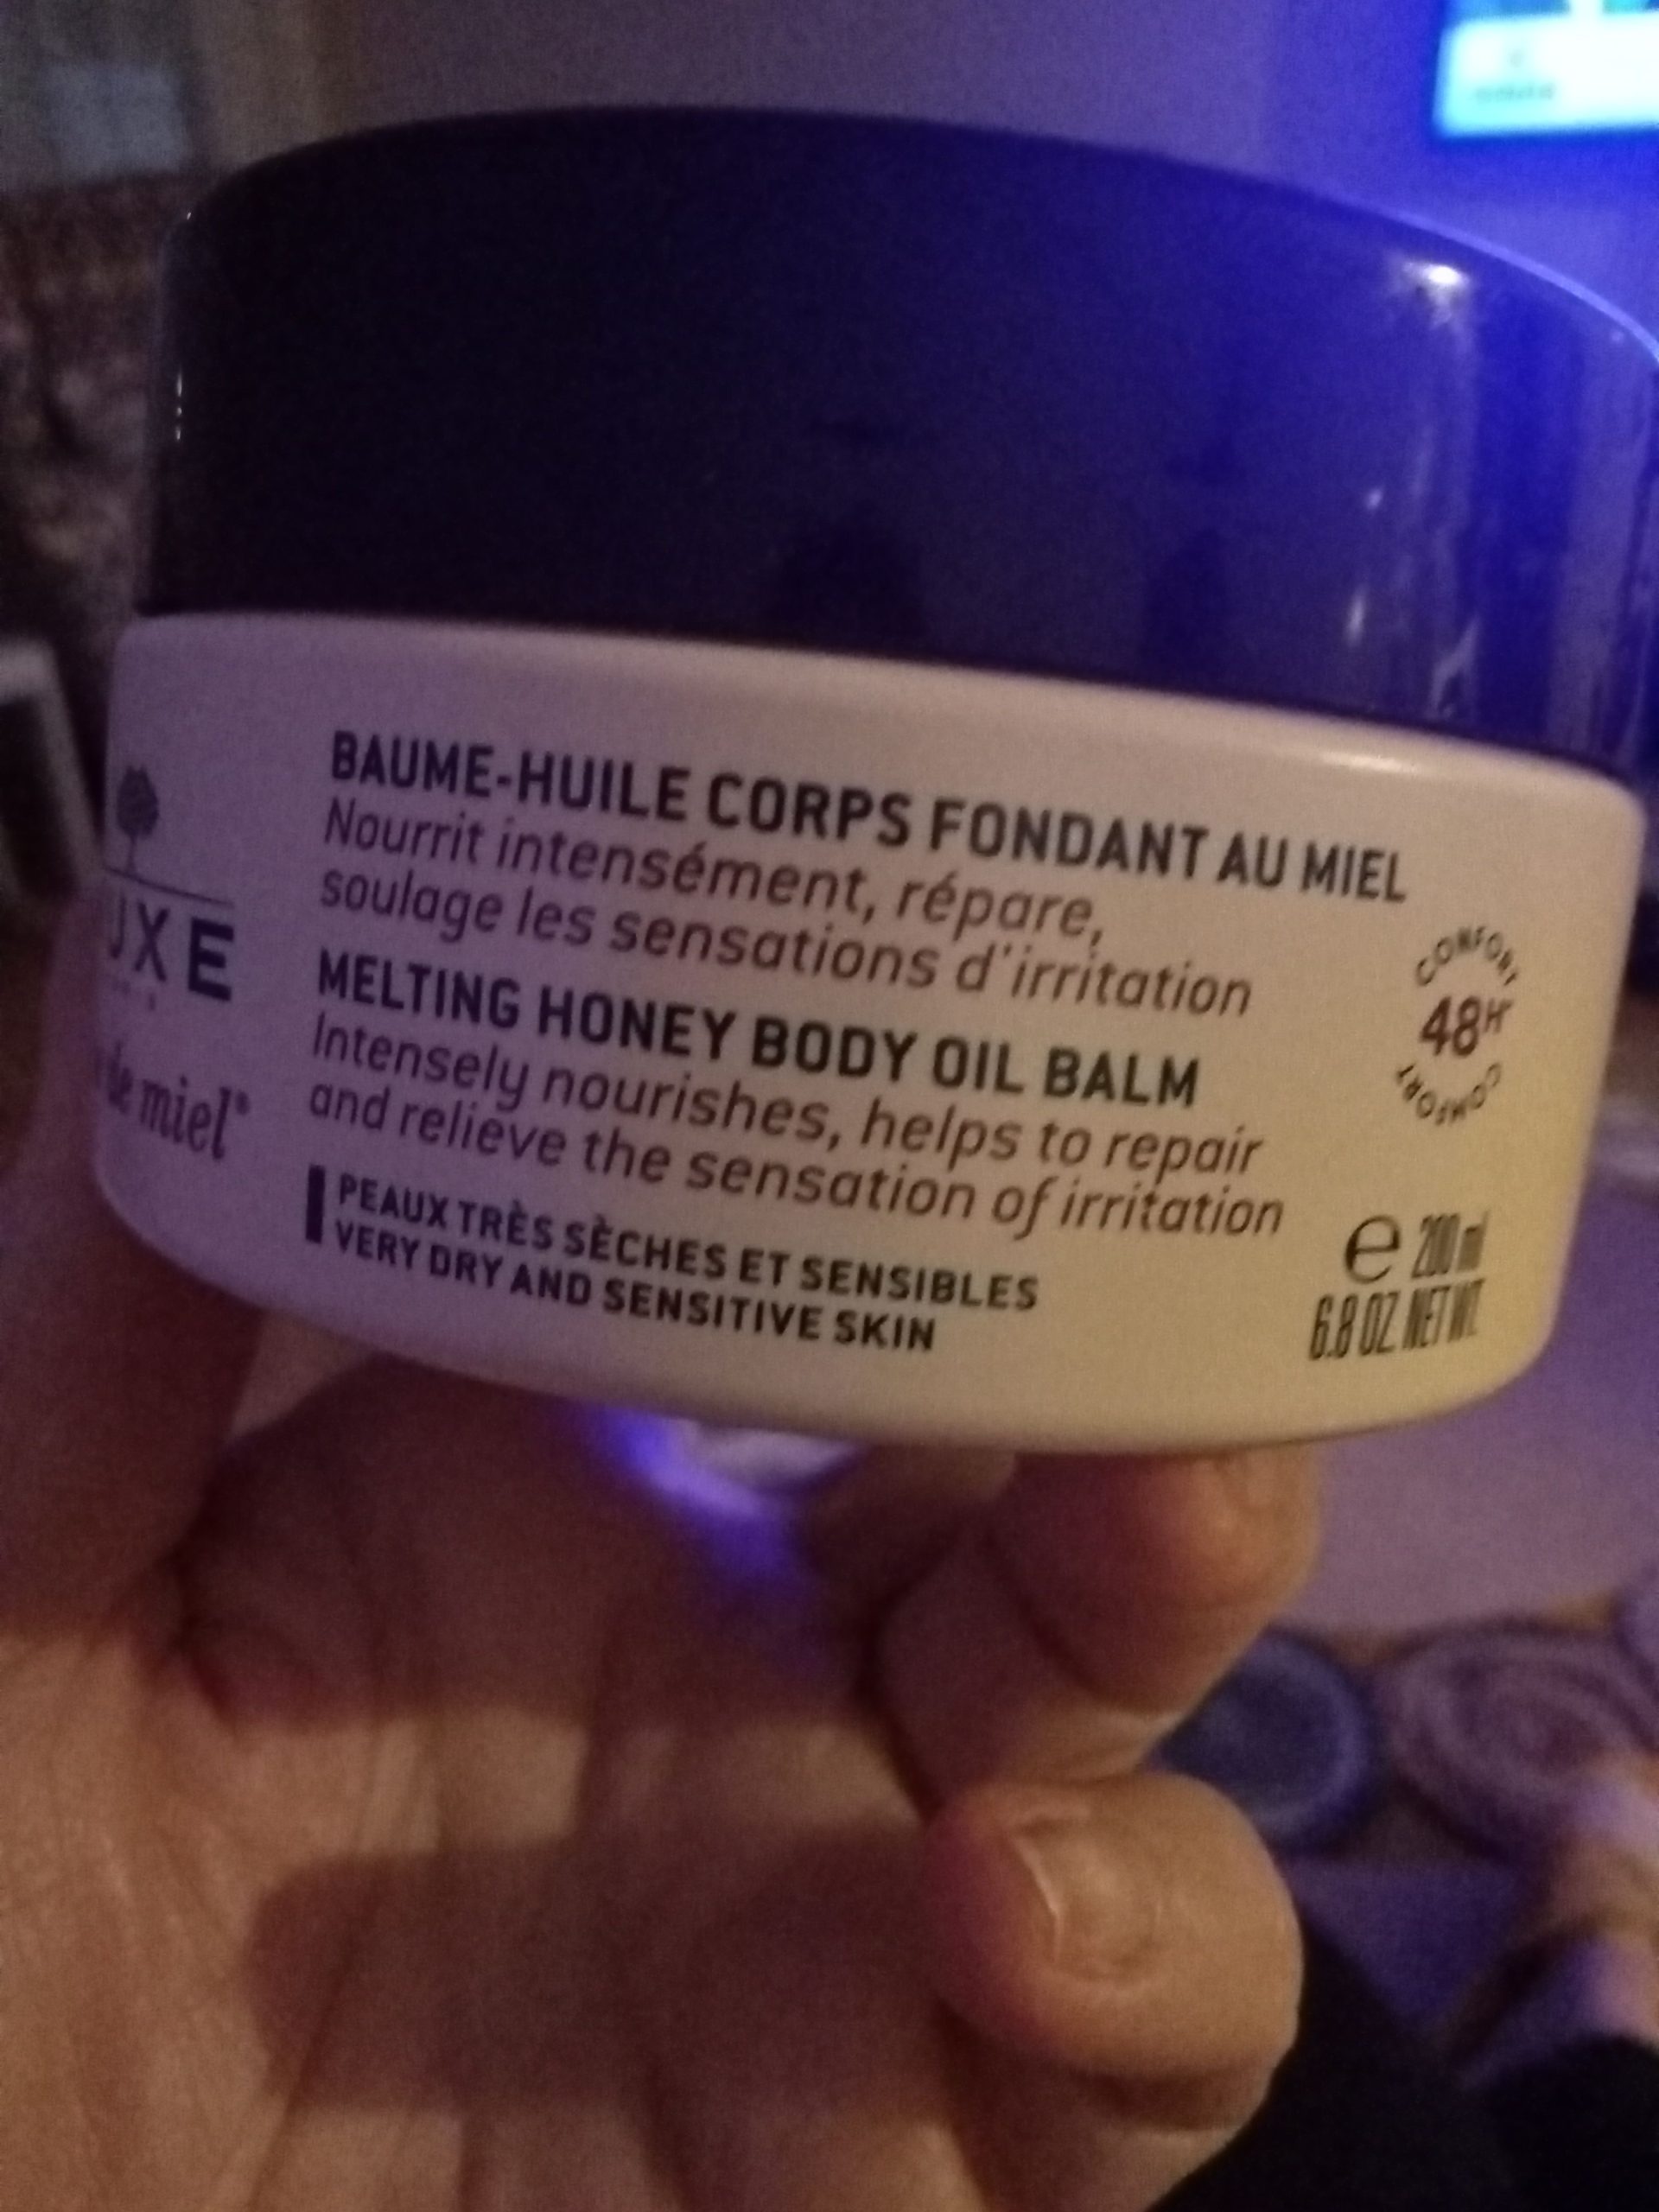 BAUME-HUILE CORPS FONDANT AU MIEL
Nourrit intensément, répare,
soulage les sensations d'irritation
MELTING HONEY BODY OIL BALM
Intensely nourishes, helps to repair
and relieve the sensation of irritation
PEAUX TRÈS SÈCHES ET SENSIBLES
VERY DRY AND SENSITIVE SKIN
UXE
de miel®
CONFORT
48H
COMFORT
e 200 ml
6.8 OZ. NET WT.